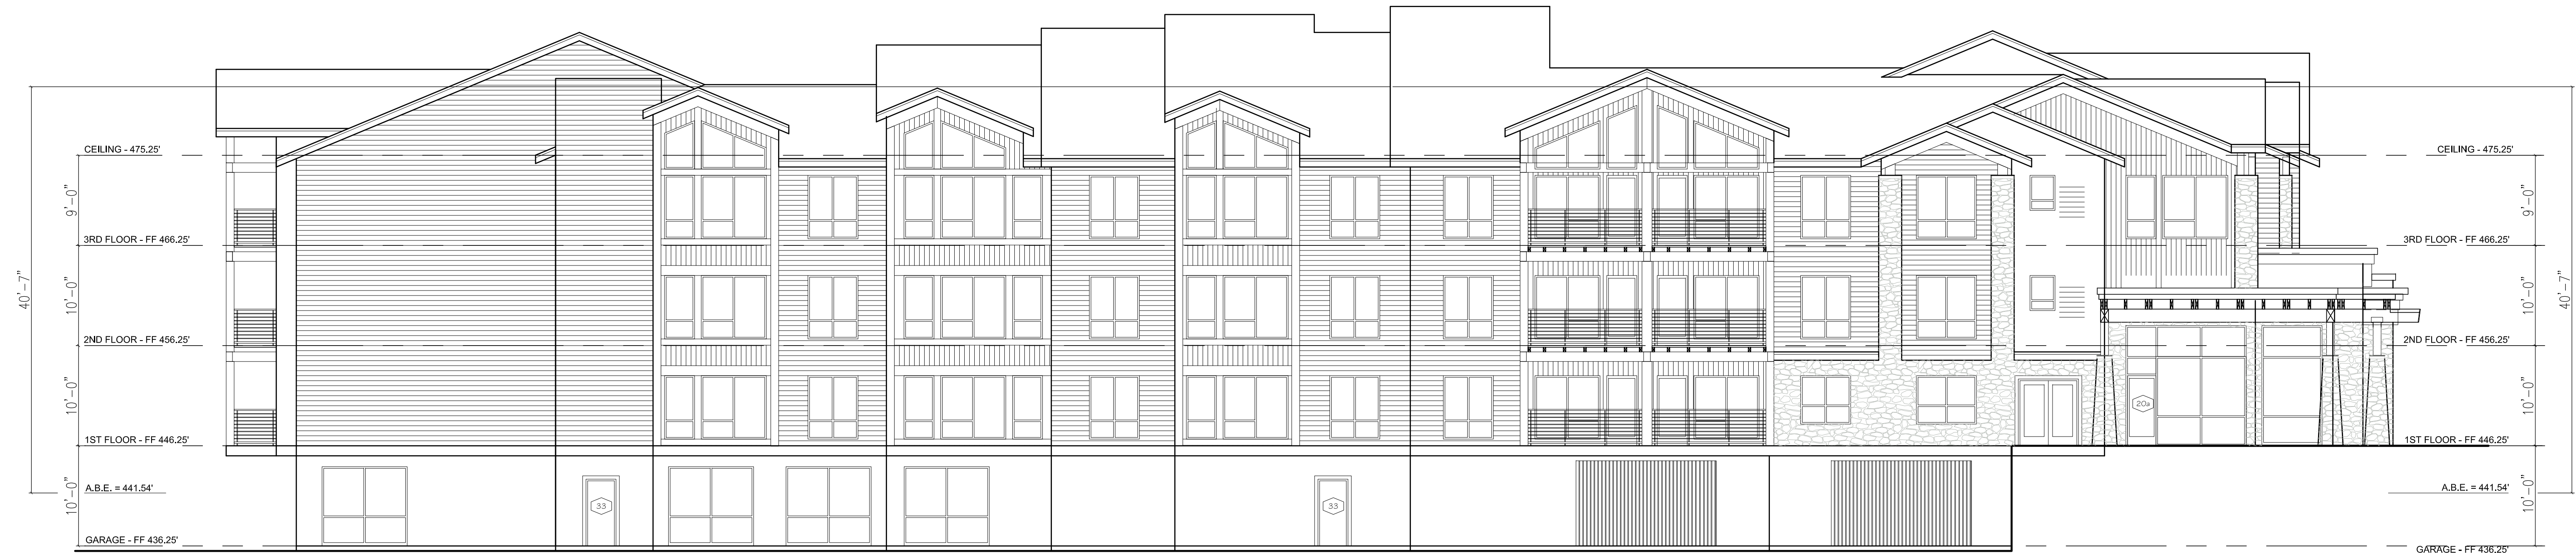 CEILING - 475.25'
CEILING - 475.25'
9'-0"
9'-0"
3RD FLOOR - FF 466.25'
3RD FLOOR - FF 466.25'
40'-7"
10'-0"
10'-0"
40'-7"
2ND FLOOR - FF 456.25'
2ND FLOOR - FF 456.25'
10'-0"
20a
10'-0"
1ST FLOOR - FF 446.25'
1ST FLOOR - FF 446.25'
A.B.E. = 441.54'
A.B.E. = 441.54'
10'-0"
33
33
10'-0"
GARAGE - FF 436.25'
GARAGE - FF 436.25'